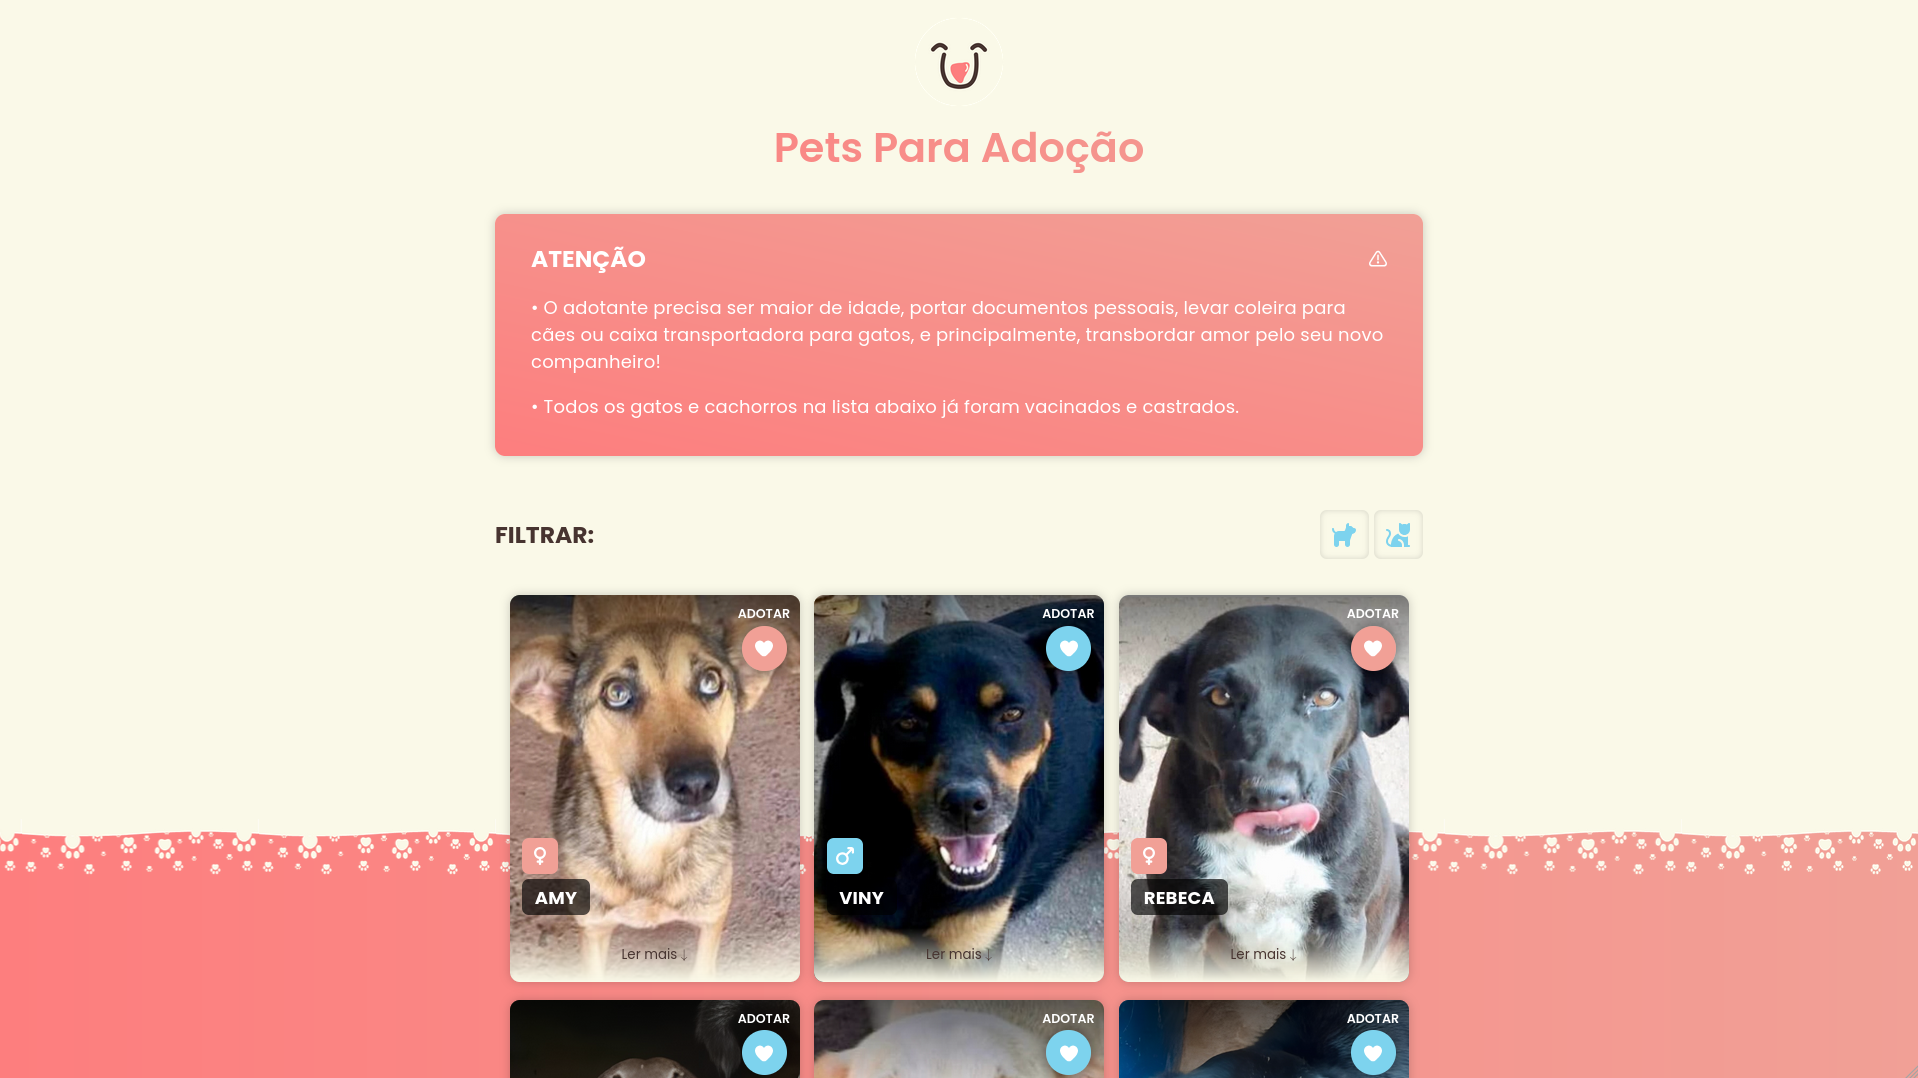 Pets Para Adoção
ATENÇÃO
• O adotante precisa ser maior de idade, portar documentos pessoais, levar coleira para
cães ou caixa transportadora para gatos, e principalmente, transbordar amor pelo seu novo
companheiro!
• Todos os gatos e cachorros na lista abaixo já foram vacinados e castrados.
FILTRAR:
ADOTAR
ADOTAR
ADOTAR
AMY
VINY
REBECA
Ler mais ↓
Ler mais ↓
Ler mais ↓
ADOTAR
ADOTAR
ADOTAR